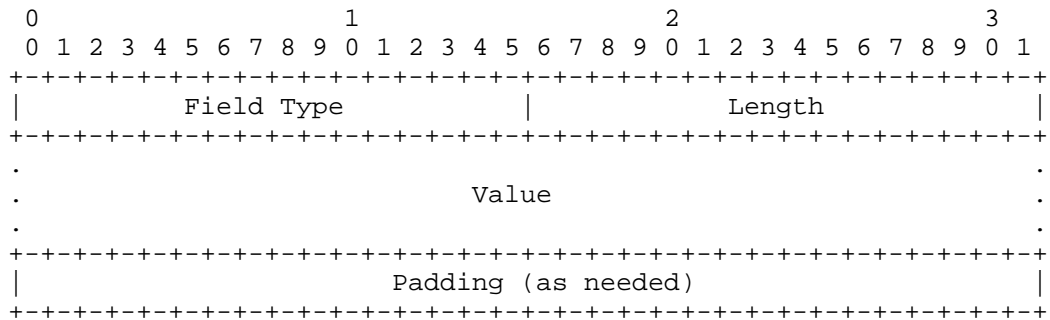 0                   1                   2                   3
 0 1 2 3 4 5 6 7 8 9 0 1 2 3 4 5 6 7 8 9 0 1 2 3 4 5 6 7 8 9 0 1
+-+-+-+-+-+-+-+-+-+-+-+-+-+-+-+-+-+-+-+-+-+-+-+-+-+-+-+-+-+-+-+-+
|          Field Type           |            Length             |
+-+-+-+-+-+-+-+-+-+-+-+-+-+-+-+-+-+-+-+-+-+-+-+-+-+-+-+-+-+-+-+-+
.                                                               .
.                            Value                              .
.                                                               .
+-+-+-+-+-+-+-+-+-+-+-+-+-+-+-+-+-+-+-+-+-+-+-+-+-+-+-+-+-+-+-+-+
|                       Padding (as needed)                     |
+-+-+-+-+-+-+-+-+-+-+-+-+-+-+-+-+-+-+-+-+-+-+-+-+-+-+-+-+-+-+-+-+